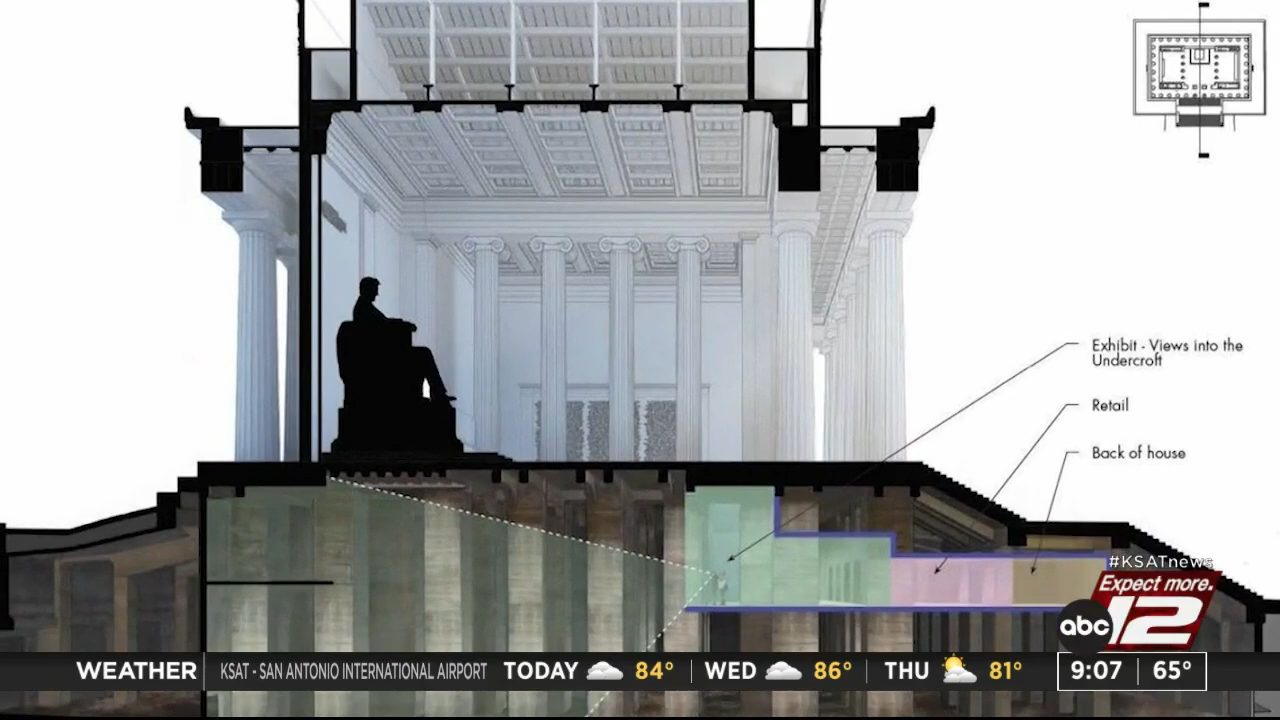 Exhibit - Views into the
Undercroft
Retail
Back of house
#KSATnews
Expect more.
abc 12
WEATHER KSAT - SAN ANTONIO INTERNATIONAL AIRPORT TODAY 84° WED 86° THU 81° 9:07 65°